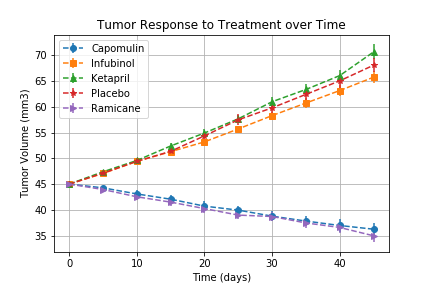 Tumor Response to Treatment over Time
Capomulin
Infubinol
Ketapril
Placebo
Ramicane
Tumor Volume (mm3)
70
65
60
55
50
45
40
35
0 10 20 30 40
Time (days)